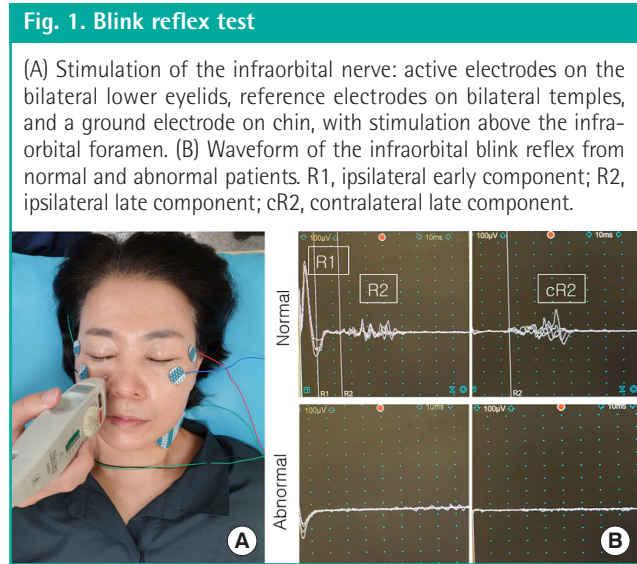 Fig. 1. Blink reflex test
(A) Stimulation of the infraorbital nerve: active electrodes on the
bilateral lower eyelids, reference electrodes on bilateral temples,
and a ground electrode on chin, with stimulation above the infra-
orbital foramen. (B) Waveform of the infraorbital blink reflex from
normal and abnormal patients. R1, ipsilateral early component; R2,
ipsilateral late component; cR2, contralateral late component.
Normal
100μV
10ms
R1
R2
R1
R2
100μV
10ms
cR2
R2
Abnormal
100μV
10ms
100μV
10ms
A
B